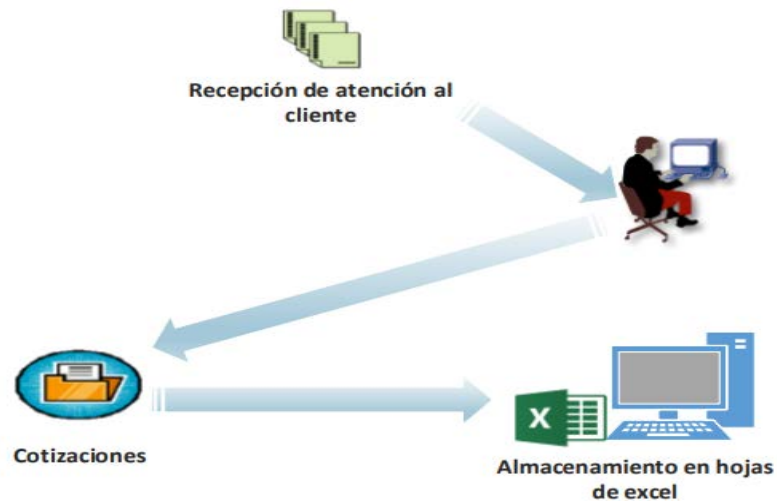 Recepción de atención al
cliente
Cotizaciones
X
Almacenamiento en hojas
de excel